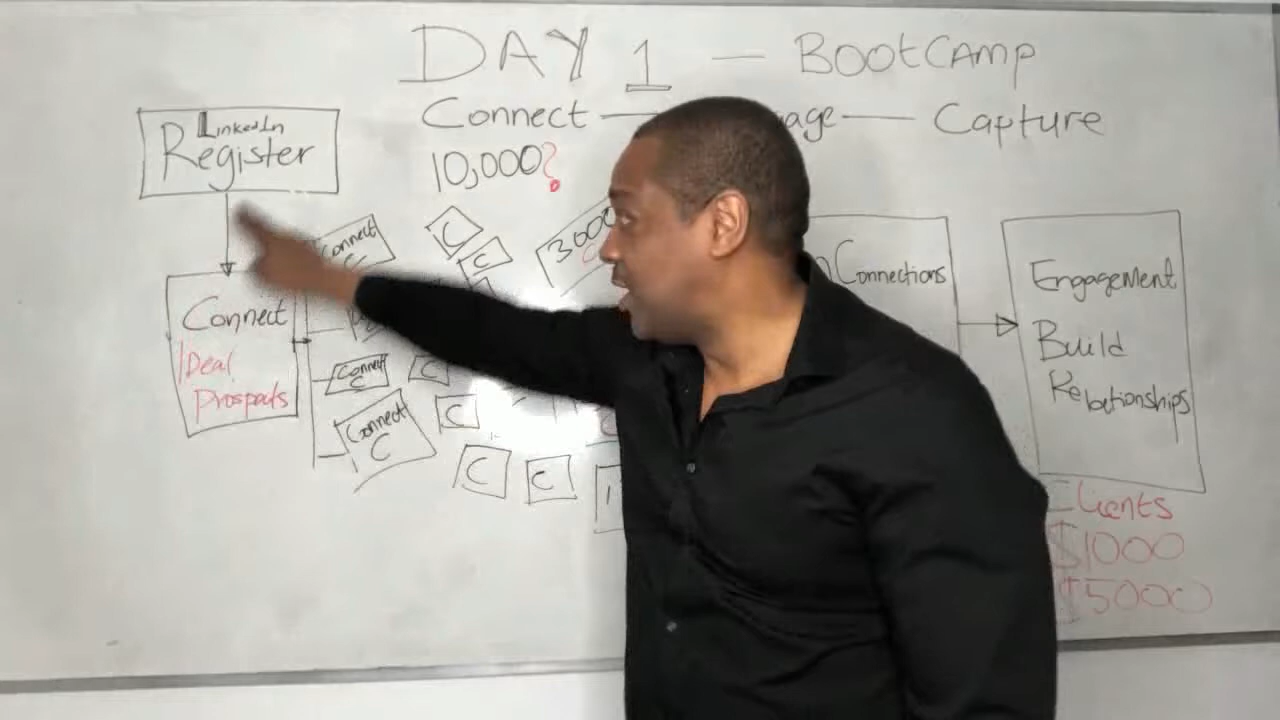 DAY 1 — BootCamp
Connect — age — Capture
10,000?
LinkedIn
Register
Connect
Ideal
Prospects
Connect
C
Connect
C
Connect
C
C
C
C
C
C
C
3000
Connections
Engagement
Build
Relationships
Clients
$1000
$5000